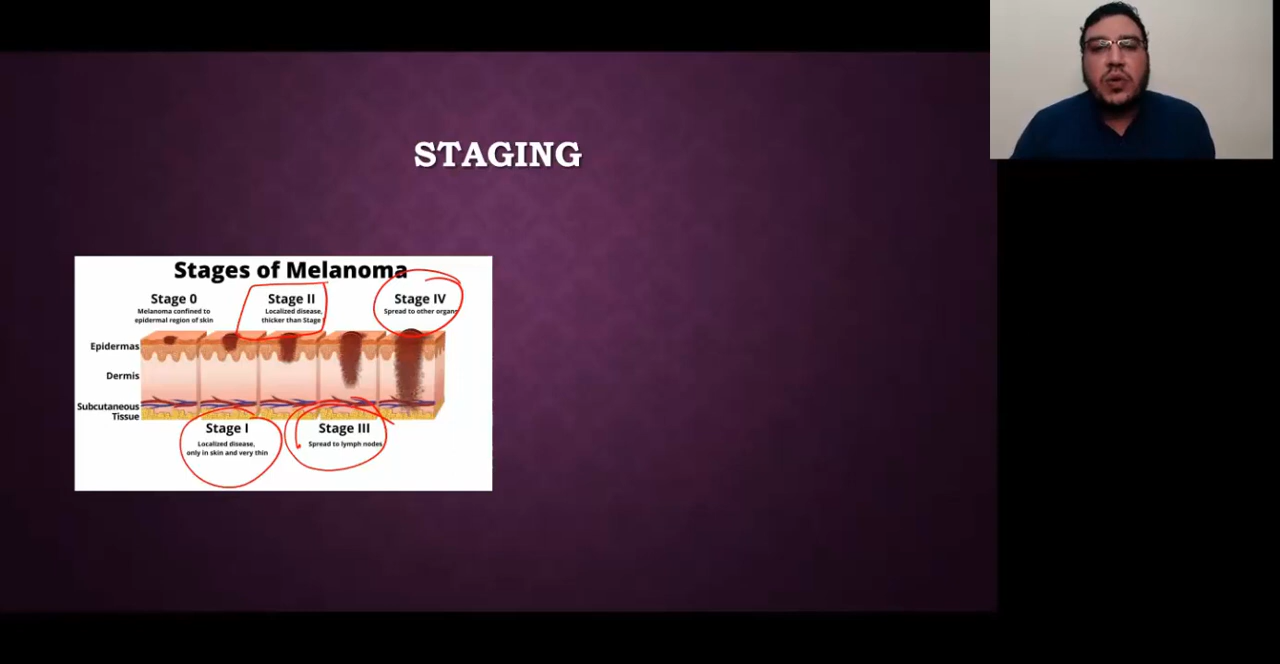 STAGING
Stages of Melanoma
Stage 0
Melanoma confined to
epidermal region of skin
Stage II
Localized disease,
thicker than Stage
Stage IV
Spread to other organs
Epidermas
Dermis
Subcutaneous
Tissue
Stage I
Localized disease,
only in skin and very thin
Stage III
Spread to lymph nodes